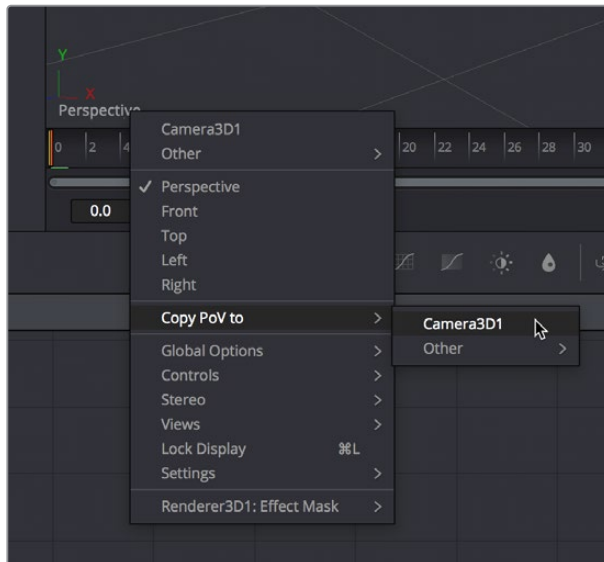 Y
X
Perspective
0 2 4 20 22 24 26 28 30
0.0
Camera3D1
Other
Perspective
Front
Top
Left
Right
Copy PoV to
Camera3D1
Other
Global Options
Controls
Stereo
Views
Lock Display ⌘L
Settings
Renderer3D1: Effect Mask